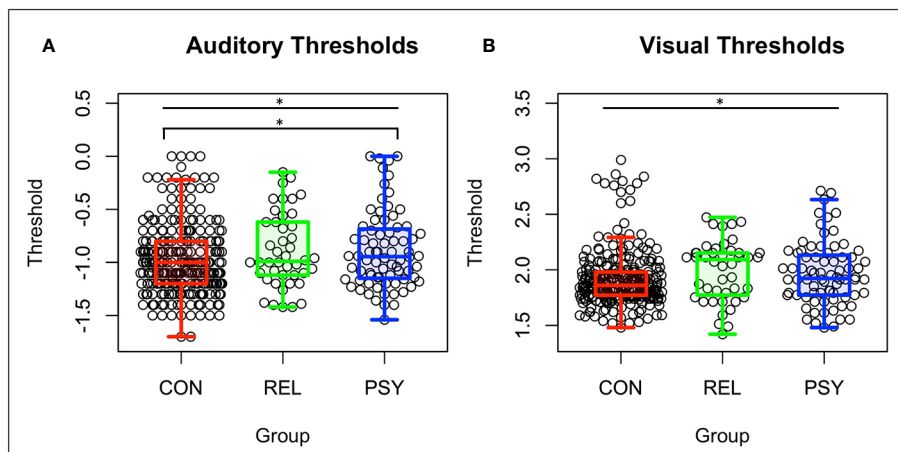 A
Auditory Thresholds
0.5
0.0
-0.5
-1.0
-1.5
Threshold
*
*
CON
REL
PSY
Group
B
Visual Thresholds
3.5
3.0
2.5
2.0
1.5
Threshold
*
CON
REL
PSY
Group